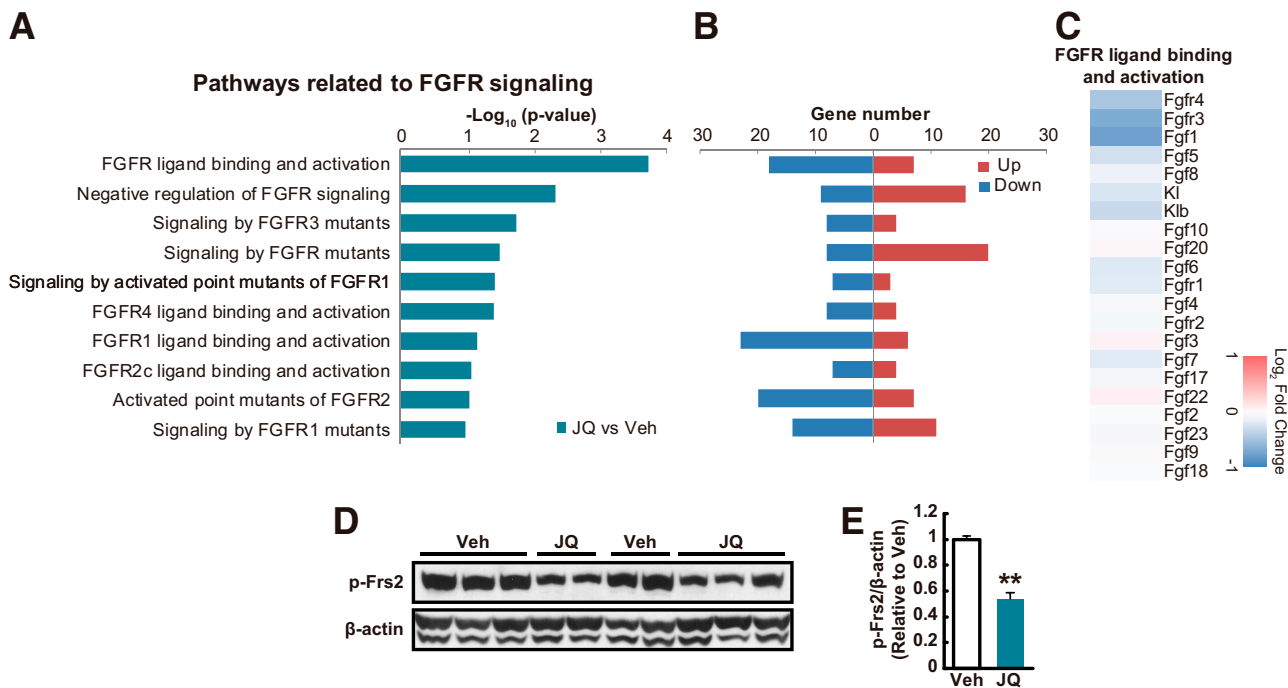 A
B
C
Pathways related to FGFR signaling
-Log10 (p-value)
0 1 2 3 4
FGFR ligand binding and activation
Negative regulation of FGFR signaling
Signaling by FGFR3 mutants
Signaling by FGFR mutants
Signaling by activated point mutants of FGFR1
FGFR4 ligand binding and activation
FGFR1 ligand binding and activation
FGFR2c ligand binding and activation
Activated point mutants of FGFR2
Signaling by FGFR1 mutants
JQ vs Veh
Gene number
30 20 10 0 10 20 30
Up
Down
FGFR ligand binding
and activation
Fgfr4
Fgfr3
Fgf1
Fgf5
Fgf8
Kl
Klb
Fgf10
Fgf20
Fgf6
Fgfr1
Fgf4
Fgfr2
Fgf3
Fgf7
Fgf17
Fgf22
Fgf2
Fgf23
Fgf9
Fgf18
1
0
-1
Log2 Fold Change
D
Veh JQ Veh JQ
p-Frs2
β-actin
E
p-Frs2/β-actin
(Relative to Veh)
1.2
1
0.8
0.6
0.4
0.2
0
**
Veh JQ